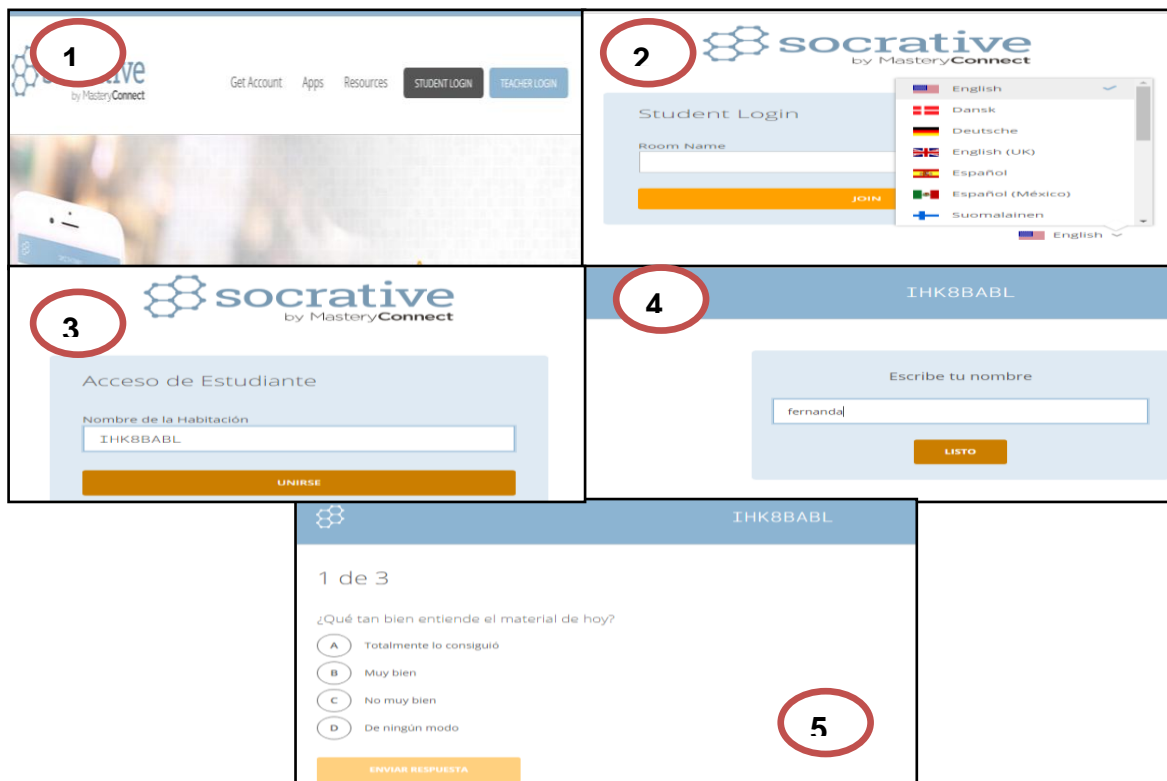 1
socrative
by MasteryConnect
Get Account Apps Resources STUDENT LOGIN TEACHER LOGIN
2
socrative
by MasteryConnect
Student Login
Room Name
JOIN
English
Dansk
Deutsche
English (UK)
Español
Español (México)
Suomalainen
English
3
socrative
by MasteryConnect
Acceso de Estudiante
Nombre de la Habitación
IHK8BABL
UNIRSE
4
IHK8BABL
Escribe tu nombre
fernanda
LISTO
IHK8BABL
1 de 3
¿Qué tan bien entiende el material de hoy?
A Totalmente lo consiguió
B Muy bien
C No muy bien
D De ningún modo
5
ENVIAR RESPUESTA